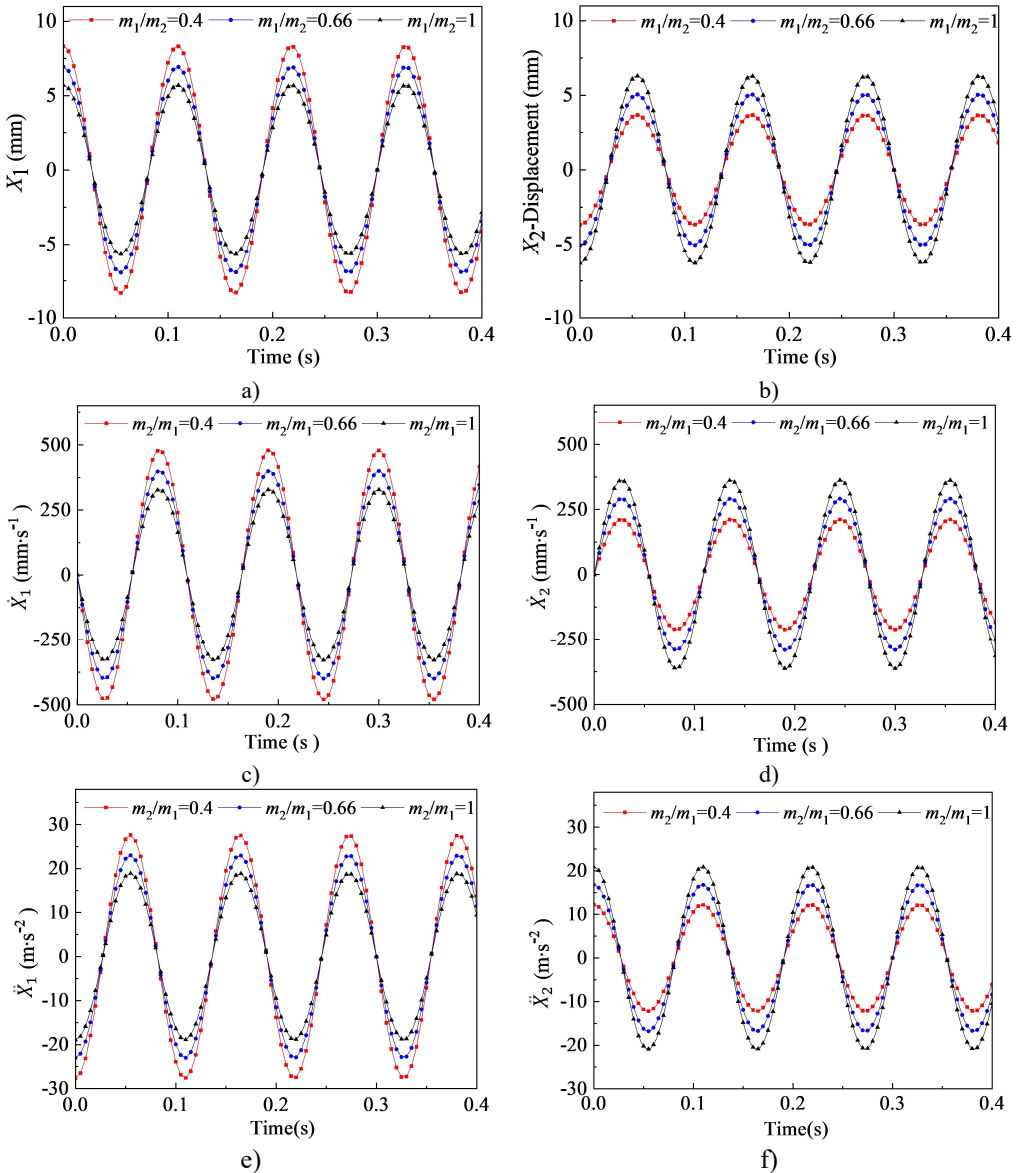 m1/m2=0.4 m1/m2=0.66 m1/m2=1
10
5
0
-5
-10
X1 (mm)
0.0 0.1 0.2 0.3 0.4
Time (s)
a)
m1/m2=0.4 m1/m2=0.66 m1/m2=1
10
5
0
-5
-10
X2-Displacement (mm)
0.0 0.1 0.2 0.3 0.4
Time (s)
b)
m2/m1=0.4 m2/m1=0.66 m2/m1=1
500
250
0
-250
-500
Ẋ1 (mm·s-1)
0.0 0.1 0.2 0.3 0.4
Time (s )
c)
m2/m1=0.4 m2/m1=0.66 m2/m1=1
500
250
0
-250
-500
Ẋ2 (mm·s-1)
0.0 0.1 0.2 0.3 0.4
Time (s )
d)
m2/m1=0.4 m2/m1=0.66 m2/m1=1
30
20
10
0
-10
-20
-30
Ẍ1 (m·s-2 )
0.0 0.1 0.2 0.3 0.4
Time(s)
e)
m2/m1=0.4 m2/m1=0.66 m2/m1=1
30
20
10
0
-10
-20
-30
Ẍ2 (m·s-2)
0.0 0.1 0.2 0.3 0.4
Time(s)
f)